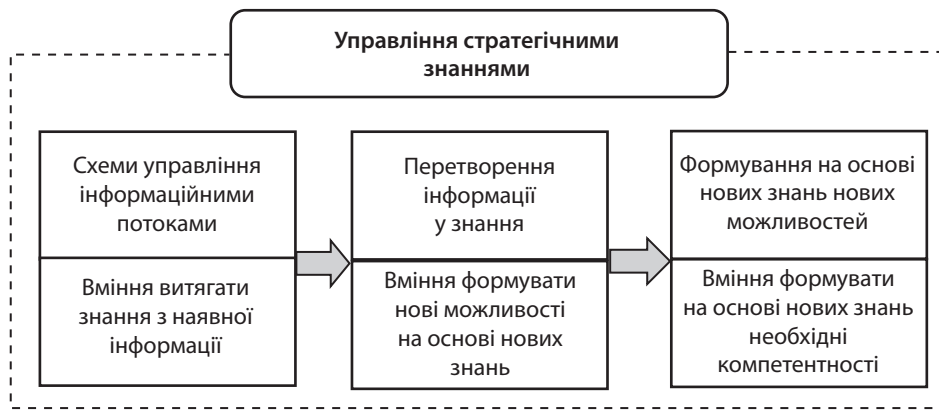 Управління стратегічними
знаннями
Схеми управління
інформаційними
потоками
Вміння витягати
знання з наявної
інформації
Перетворення
інформації
у знання
Вміння формувати
нові можливості
на основі нових
знань
Формування на основі
нових знань нових
можливостей
Вміння формувати
на основі нових знань
необхідні
компетентності